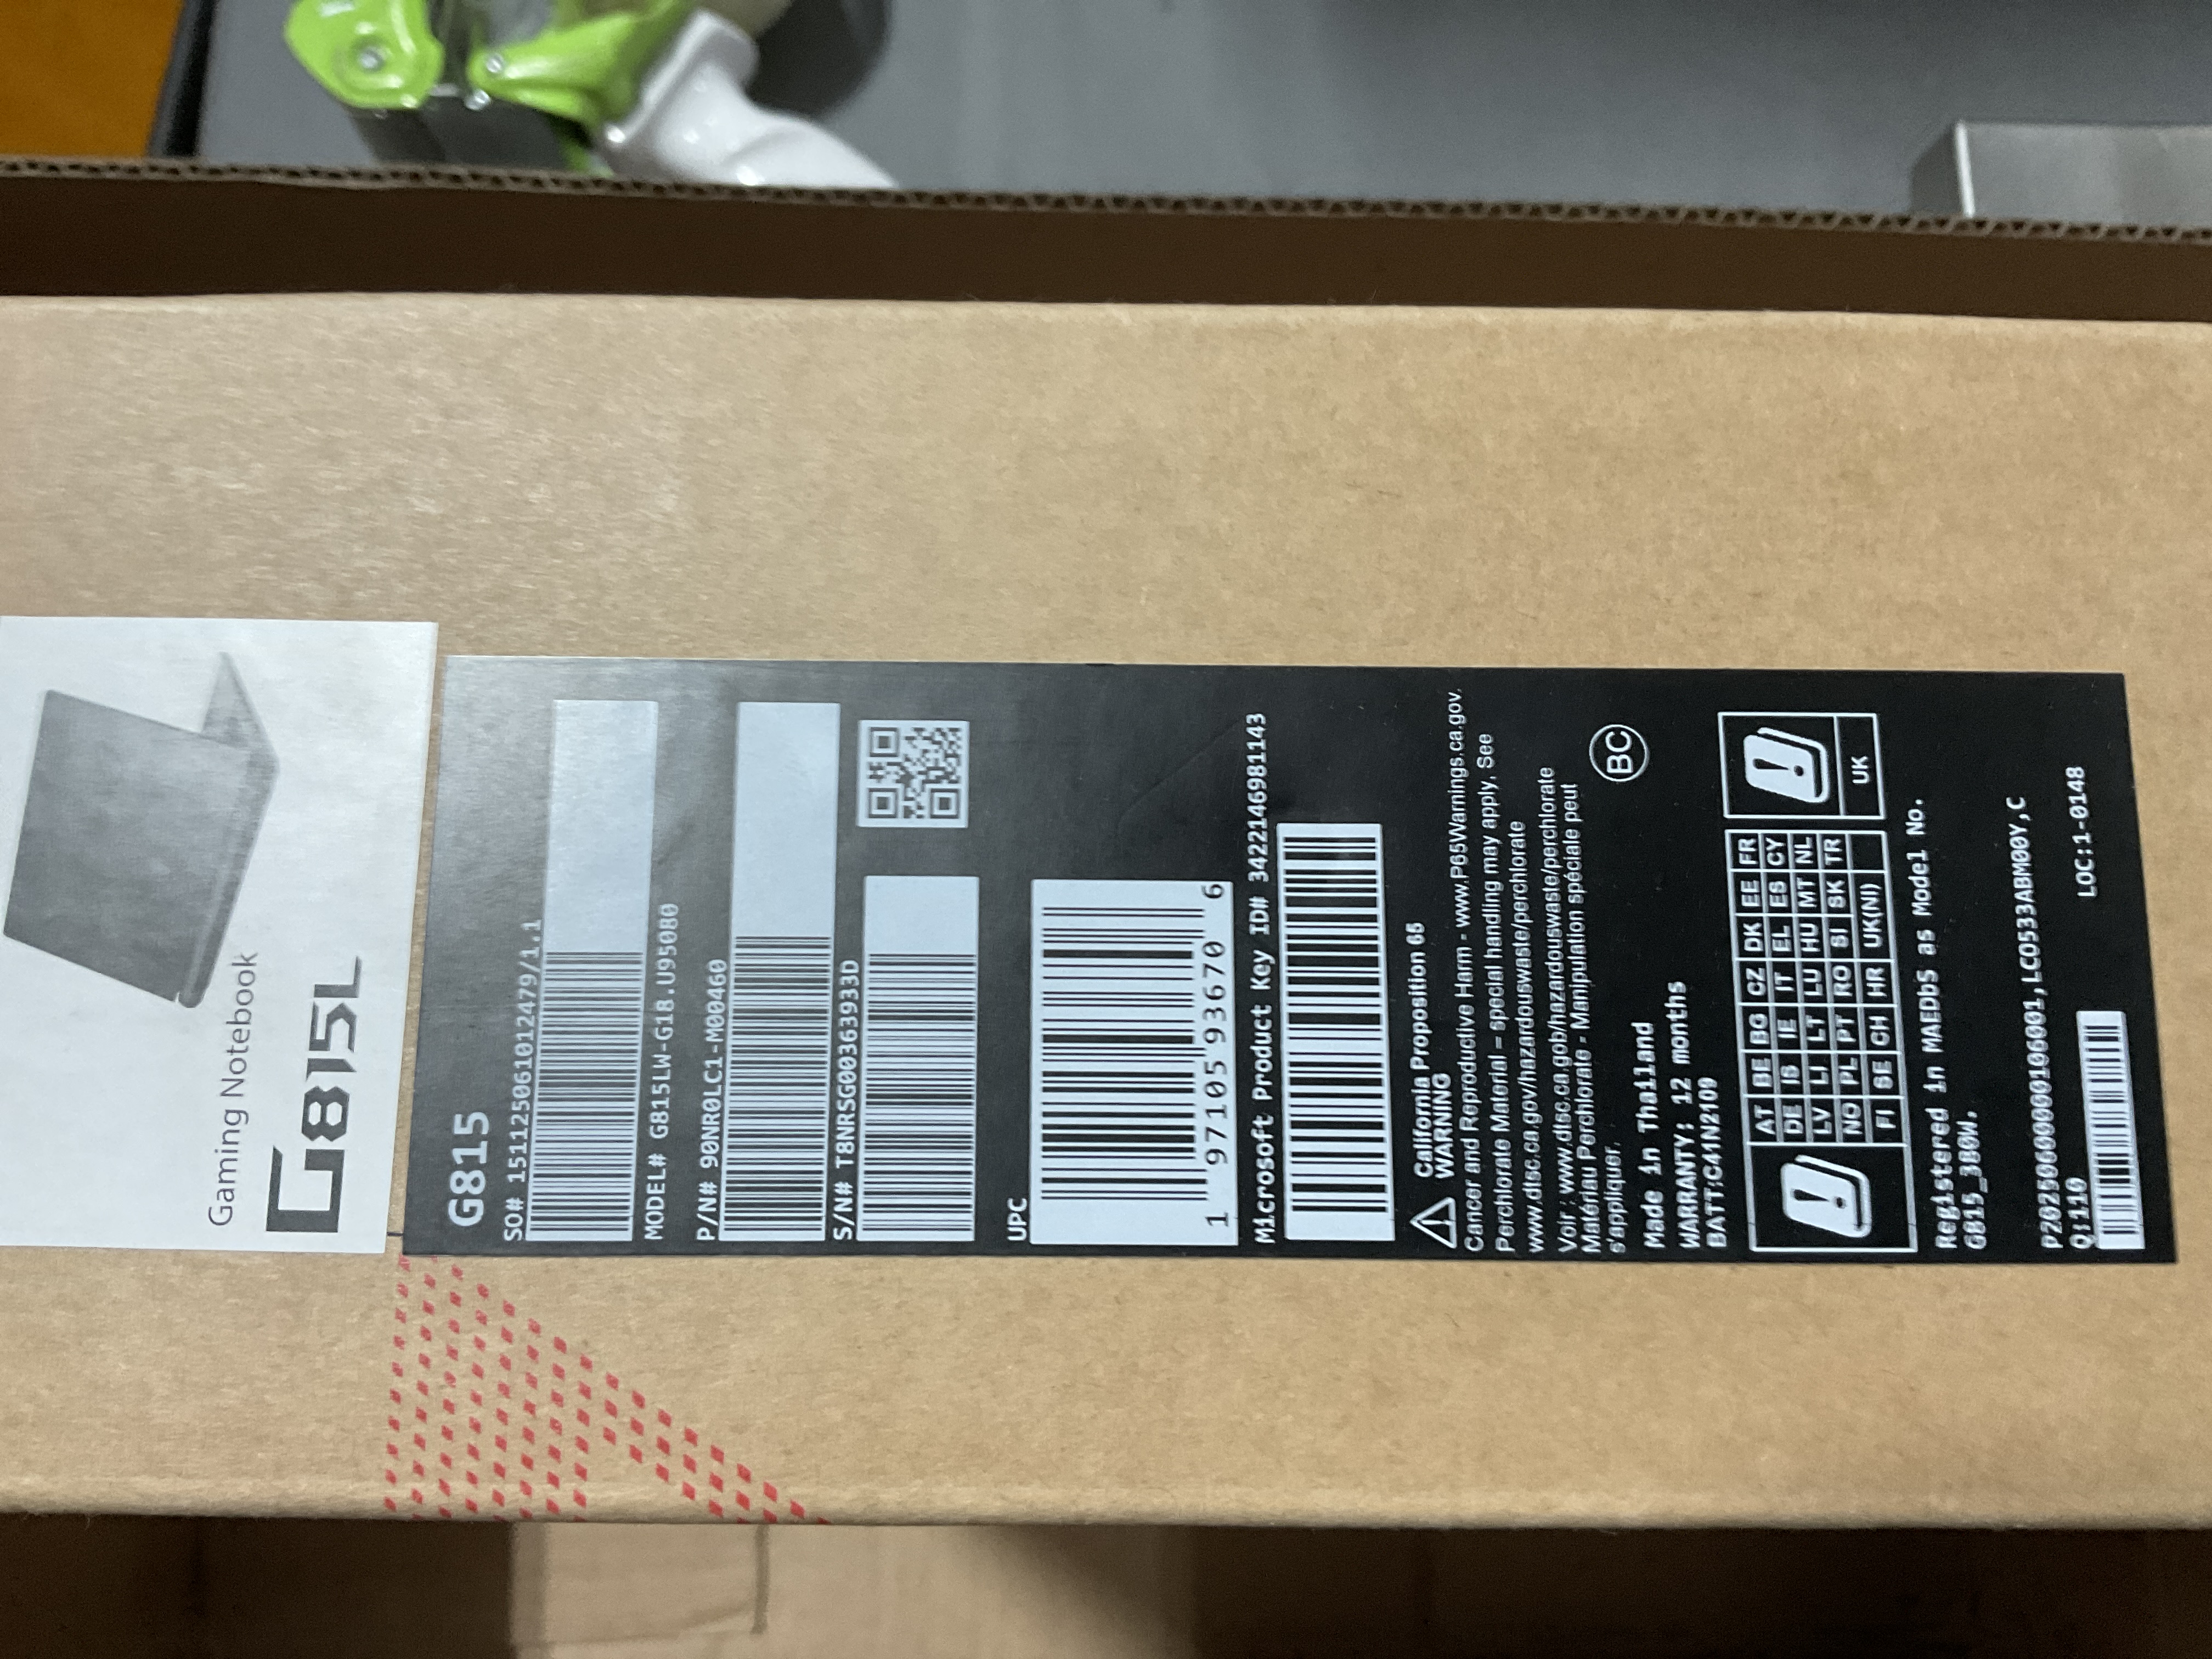 Gaming Notebook
G815L
G815
SO# 151125061012479/1.1
MODEL# G815LW-G18.U95080
P/N# 90NR0LC1-M00460
S/N# T8NRSG00363933D
UPC
1 97105 93670 6
Microsoft Product Key ID# 3422146981143
California Proposition 65
WARNING
Cancer and Reproductive Harm - www.P65Warnings.ca.gov.
Perchlorate Material – special handling may apply. See
www.dtsc.ca.gov/hazardouswaste/perchlorate
Voir : www.dtsc.ca.gob/hazardouswaste/perchlorate
Matériau Perchlorate - Manipulation spéciale peut
s'appliquer.
BC
Made in Thailand
WARRANTY: 12 months
BATT:C41N2109
AT BE BG CZ DK EE FR
DE IS IE IT EL ES CY
LV LI LT LU HU MT NL
NO PL PT RO SI SK TR
FI SE CH HR UK(NI)
UK
Registered in MAEDbS as Model No.
G815_3B0W.
LCO533ABM00Y,C
Q:110
LOC:1-0148